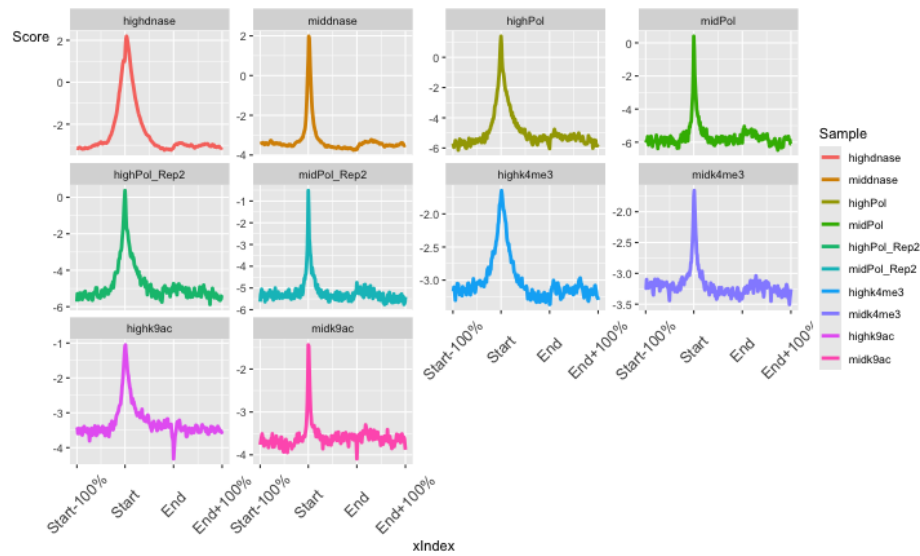 highdnase
middnase
highPol
midPol
Score
2
0
-2
2
0
-2
-4
0
-2
-4
-6
0
-2
-4
-6
highPol_Rep2
midPol_Rep2
highk4me3
midk4me3
0
-2
-4
-6
-1
-2
-3
-4
-5
-6
-2.0
-2.5
-3.0
-2.0
-2.5
-3.0
-3.5
highk9ac
midk9ac
-1
-2
-3
-4
-2
-3
-4
Start-100%
Start
End
End+100%
Start-100%
Start
End
End+100%
Start-100%
Start
End
End+100%
Start-100%
Start
End
End+100%
xIndex
Sample
highdnase
middnase
highPol
midPol
highPol_Rep2
midPol_Rep2
highk4me3
midk4me3
highk9ac
midk9ac